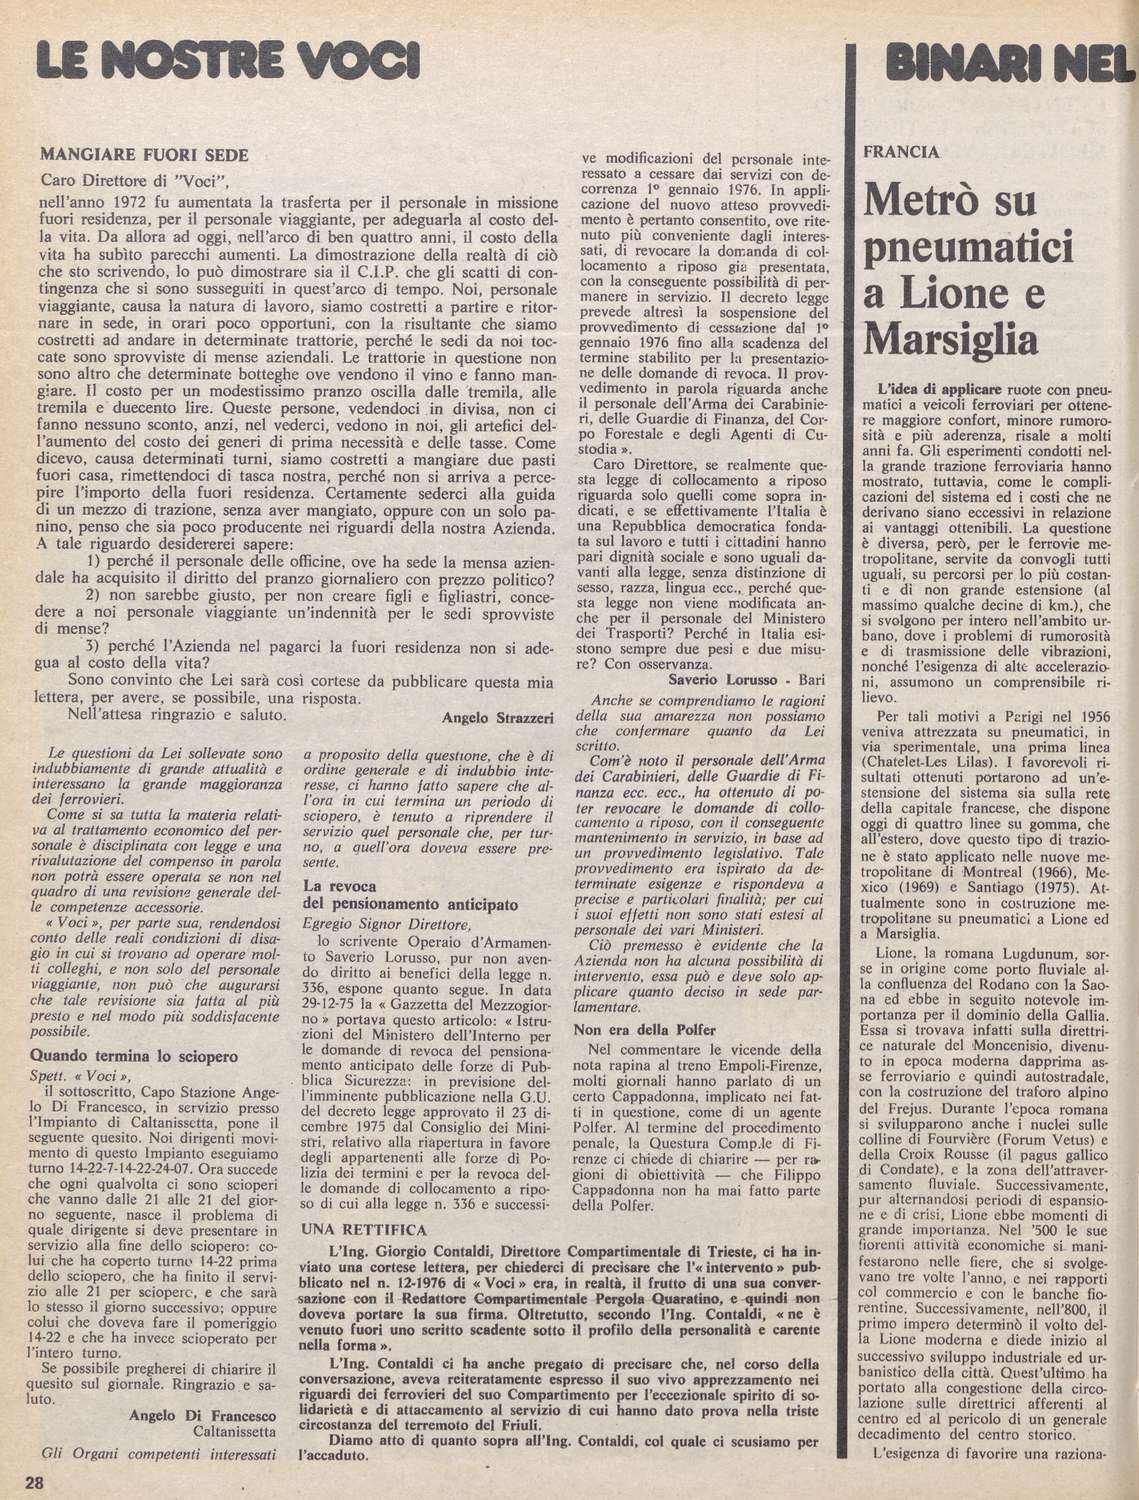 LE NOSTRE VOCI
MANGIARE FUORI SEDE
Caro Direttore di "Voci",
nell'anno 1972 fu aumentata la trasferta per il personale in missione
fuori residenza, per il personale viaggiante, per adeguarla al costo del-
la vita. Da allora ad oggi, nell'arco di ben quattro anni, il costo della
vita ha subìto parecchi aumenti. La dimostrazione della realtà di ciò
che sto scrivendo, lo può dimostrare sia il C.I.P. che gli scatti di con-
tingenza che si sono susseguiti in quest'arco di tempo. Noi, personale
viaggiante, causa la natura di lavoro, siamo costretti a partire e ritor-
nare in sede, in orari poco opportuni, con la risultante che siamo
costretti ad andare in determinate trattorie, perché le sedi da noi toc-
cate sono sprovviste di mense aziendali. Le trattorie in questione non
sono altro che determinate botteghe ove vendono il vino e fanno man-
giare. Il costo per un modestissimo pranzo oscilla dalle tremila, alle
tremila e duecento lire. Queste persone, vedendoci in divisa, non ci
fanno nessuno sconto, anzi, nel vederci, vedono in noi, gli artefici del-
l'aumento del costo dei generi di prima necessità e delle tasse. Come
dicevo, causa determinati turni, siamo costretti a mangiare due pasti
fuori casa, rimettendoci di tasca nostra, perché non si arriva a perce-
pire l'importo della fuori residenza. Certamente sederci alla guida
di un mezzo di trazione, senza aver mangiato, oppure con un solo pa-
nino, penso che sia poco producente nei riguardi della nostra Azienda.
A tale riguardo desidererei sapere:
1) perché il personale delle officine, ove ha sede la mensa azien-
dale ha acquisito il diritto del pranzo giornaliero con prezzo politico?
2) non sarebbe giusto, per non creare figli e figliastri, conce-
dere a noi personale viaggiante un'indennità per le sedi sprovviste
di mense?
3) perché l'Azienda nel pagarci la fuori residenza non si ade-
gua al costo della vita?
Sono convinto che Lei sarà così cortese da pubblicare questa mia
lettera, per avere, se possibile, una risposta.
Nell'attesa ringrazio e saluto.
Angelo Strazzeri
Le questioni da Lei sollevate sono
indubbiamente di grande attualità e
interessano la grande maggioranza
dei ferrovieri.
Come si sa tutta la materia relati-
va al trattamento economico del per-
sonale è disciplinata con legge e una
rivalutazione del compenso in parola
non potrà essere operata se non nel
quadro di una revisione generale del-
le competenze accessorie.
« Voci », per parte sua, rendendosi
conto delle reali condizioni di disa-
gio in cui si trovano ad operare mol-
ti colleghi, e non solo del personale
viaggiante, non può che augurarsi
che tale revisione sia fatta al più
presto e nel modo più soddisfacente
possibile.
Quando termina lo sciopero
Spett. « Voci »,
il sottoscritto, Capo Stazione Ange-
lo Di Francesco, in servizio presso
l'Impianto di Caltanissetta, pone il
seguente quesito. Noi dirigenti movi-
mento di questo Impianto eseguiamo
turno 14-22-7-14-22-24-07. Ora succede
che ogni qualvolta ci sono scioperi
che vanno dalle 21 alle 21 del gior-
no seguente, nasce il problema di
quale dirigente si deve presentare in
servizio alla fine dello sciopero: co-
lui che ha coperto turno 14-22 prima
dello sciopero, che ha finito il servi-
zio alle 21 per sciopero, e che sarà
lo stesso il giorno successivo; oppure
colui che doveva fare il pomeriggio
14-22 e che ha invece scioperato per
l'intero turno.
Se possibile pregherei di chiarire il
quesito sul giornale. Ringrazio e sa-
luto.
Angelo Di Francesco
Caltanissetta
Gli Organi competenti interessati
a proposito della questione, che è di
ordine generale e di indubbio inte-
resse, ci hanno fatto sapere che al-
l'ora in cui termina un periodo di
sciopero, è tenuto a riprendere il
servizio quel personale che, per tur-
no, a quell'ora doveva essere pre-
sente.
La revoca
del pensionamento anticipato
Egregio Signor Direttore,
lo scrivente Operaio d'Armamen-
to Saverio Lorusso, pur non aven-
do diritto ai benefici della legge n.
336, espone quanto segue. In data
29-12-75 la « Gazzetta del Mezzogior-
no » portava questo articolo: « Istru-
zioni del Ministero dell'Interno per
le domande di revoca del pensiona-
mento anticipato delle forze di Pub-
blica Sicurezza: in previsione del-
l'imminente pubblicazione nella G.U.
del decreto legge approvato il 23 di-
cembre 1975 dal Consiglio dei Mini-
stri, relativo alla riapertura in favore
degli appartenenti alle forze di Po-
lizia dei termini e per la revoca del-
le domande di collocamento a ripo-
so di cui alla legge n. 336 e successi-
ve modificazioni del personale inte-
ressato a cessare dai servizi con de-
correnza 1º gennaio 1976. In appli-
cazione del nuovo atteso provvedi-
mento è pertanto consentito, ove rite-
nuto più conveniente dagli interes-
sati, di revocare la domanda di col-
locamento a riposo già presentata,
con la conseguente possibilità di per-
manere in servizio. Il decreto legge
prevede altresì la sospensione del
provvedimento di cessazione dal 1º
gennaio 1976 fino alla scadenza del
termine stabilito per la presentazio-
ne delle domande di revoca. Il prov-
vedimento in parola riguarda anche
il personale dell'Arma dei Carabinie-
ri, delle Guardie di Finanza, del Cor-
po Forestale e degli Agenti di Cu-
stodia ».
Caro Direttore, se realmente que-
sta legge di collocamento a riposo
riguarda solo quelli come sopra in-
dicati, e se effettivamente l'Italia è
una Repubblica democratica fonda-
ta sul lavoro e tutti i cittadini hanno
pari dignità sociale e sono uguali da-
vanti alla legge, senza distinzione di
sesso, razza, lingua ecc., perché que-
sta legge non viene modificata an-
che per il personale del Ministero
dei Trasporti? Perché in Italia esi-
stono sempre due pesi e due misu-
re? Con osservanza.
Saverio Lorusso - Bari
Anche se comprendiamo le ragioni
della sua amarezza non possiamo
che confermare quanto da Lei
scritto.
Com'è noto il personale dell'Arma
dei Carabinieri, delle Guardie di Fi-
nanza ecc. ecc., ha ottenuto di po-
ter revocare le domande di collo-
camento a riposo, con il conseguente
mantenimento in servizio, in base ad
un provvedimento legislativo. Tale
provvedimento era ispirato da de-
terminate esigenze e rispondeva a
precise e particolari finalità; per cui
i suoi effetti non sono stati estesi al
personale dei vari Ministeri.
Ciò premesso è evidente che la
Azienda non ha alcuna possibilità di
intervento, essa può e deve solo ap-
plicare quanto deciso in sede par-
lamentare.
Non era della Polfer
Nel commentare le vicende della
nota rapina al treno Empoli-Firenze,
molti giornali hanno parlato di un
certo Cappadonna, implicato nei fat-
ti in questione, come di un agente
Polfer. Al termine del procedimento
penale, la Questura Comp.le di Fi-
renze ci chiede di chiarire — per ra-
gioni di obiettività — che Filippo
Cappadonna non ha mai fatto parte
della Polfer.
UNA RETTIFICA
L'Ing. Giorgio Contaldi, Direttore Compartimentale di Trieste, ci ha in-
viato una cortese lettera, per chiederci di precisare che l'« intervento » pub-
blicato nel n. 12-1976 di « Voci » era, in realtà, il frutto di una sua conver-
sazione con il Redattore Compartimentale Pergola Quaratino, e quindi non
doveva portare la sua firma. Oltretutto, secondo l'Ing. Contaldi, « ne è
venuto fuori uno scritto scadente sotto il profilo della personalità e carente
nella forma ».
L'Ing. Contaldi ci ha anche pregato di precisare che, nel corso della
conversazione, aveva reiteratamente espresso il suo vivo apprezzamento nei
riguardi dei ferrovieri del suo Compartimento per l'eccezionale spirito di so-
lidarietà e di attaccamento al servizio di cui hanno dato prova nella triste
circostanza del terremoto del Friuli.
Diamo atto di quanto sopra all'Ing. Contaldi, col quale ci scusiamo per
l'accaduto.
BINARI NEL
FRANCIA
Metrò su
pneumatici
a Lione e
Marsiglia
L'idea di applicare ruote con pneu-
matici a veicoli ferroviari per ottene-
re maggiore confort, minore rumoro-
sità e più aderenza, risale a molti
anni fa. Gli esperimenti condotti nel-
la grande trazione ferroviaria hanno
mostrato, tuttavia, come le compli-
cazioni del sistema ed i costi che ne
derivano siano eccessivi in relazione
ai vantaggi ottenibili. La questione
è diversa, però, per le ferrovie me-
tropolitane, servite da convogli tutti
uguali, su percorsi per lo più costan-
ti e di non grande estensione (al
massimo qualche decine di km.), che
si svolgono per intero nell'ambito ur-
bano, dove i problemi di rumorosità
e di trasmissione delle vibrazioni,
nonché l'esigenza di alte accelerazio-
ni, assumono un comprensibile ri-
lievo.
Per tali motivi a Parigi nel 1956
veniva attrezzata su pneumatici, in
via sperimentale, una prima linea
(Chatelet-Les Lilas). I favorevoli ri-
sultati ottenuti portarono ad un'e-
stensione del sistema sia sulla rete
della capitale francese, che dispone
oggi di quattro linee su gomma, che
all'estero, dove questo tipo di trazio-
ne è stato applicato nelle nuove me-
tropolitane di Montreal (1966), Me-
xico (1969) e Santiago (1975). At-
tualmente sono in costruzione me-
tropolitane su pneumatici a Lione ed
a Marsiglia.
Lione, la romana Lugdunum, sor-
se in origine come porto fluviale al-
la confluenza del Rodano con la Sao-
na ed ebbe in seguito notevole im-
portanza per il dominio della Gallia.
Essa si trovava infatti sulla direttri-
ce naturale del Moncenisio, divenu-
to in epoca moderna dapprima as-
se ferroviario e quindi autostradale,
con la costruzione del traforo alpino
del Frejus. Durante l'epoca romana
si svilupparono anche i nuclei sulle
colline di Fourvière (Forum Vetus) e
della Croix Rousse (il pagus gallico
di Condate), e la zona dell'attraver-
samento fluviale. Successivamente,
pur alternandosi periodi di espansio-
ne e di crisi, Lione ebbe momenti di
grande importanza. Nel '500 le sue
fiorenti attività economiche si mani-
festarono nelle fiere, che si svolge-
vano tre volte l'anno, e nei rapporti
col commercio e con le banche fio-
rentine. Successivamente, nell'800, il
primo impero determinò il volto del-
la Lione moderna e diede inizio al
successivo sviluppo industriale ed ur-
banistico della città. Quest'ultimo ha
portato alla congestione della circo-
lazione sulle direttrici afferenti al
centro ed al pericolo di un generale
decadimento del centro storico.
L'esigenza di favorire una raziona-
28